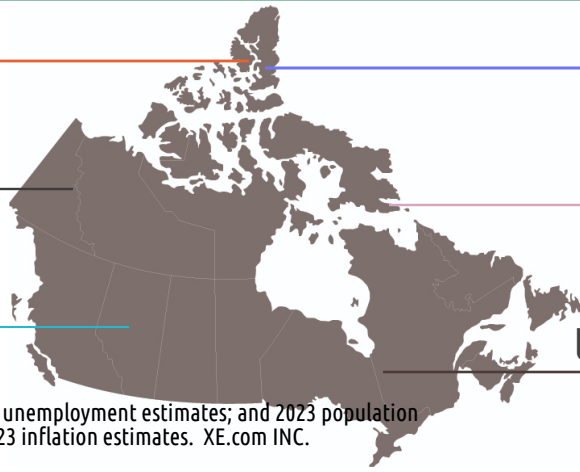 unemployment estimates; and 2023 population
23 inflation estimates. XE.com INC.